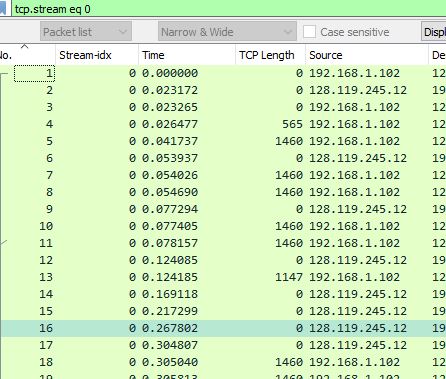 tcp.stream eq 0
Packet list Narrow & Wide Case sensitive Displ
No. Stream-idx Time TCP Length Source De
1 0 0.000000 0 192.168.1.102 12
2 0 0.023172 0 128.119.245.12 19
3 0 0.023265 0 192.168.1.102 12
4 0 0.026477 565 192.168.1.102 12
5 0 0.041737 1460 192.168.1.102 12
6 0 0.053937 0 128.119.245.12 19
7 0 0.054026 1460 192.168.1.102 12
8 0 0.054690 1460 192.168.1.102 12
9 0 0.077294 0 128.119.245.12 19
10 0 0.077405 1460 192.168.1.102 12
11 0 0.078157 1460 192.168.1.102 12
12 0 0.124085 0 128.119.245.12 19
13 0 0.124185 1147 192.168.1.102 12
14 0 0.169118 0 128.119.245.12 19
15 0 0.217299 0 128.119.245.12 19
16 0 0.267802 0 128.119.245.12 19
17 0 0.304807 0 128.119.245.12 19
18 0 0.305040 1460 192.168.1.102 12
19 0 0.305813 1460 192.168.1.102 12